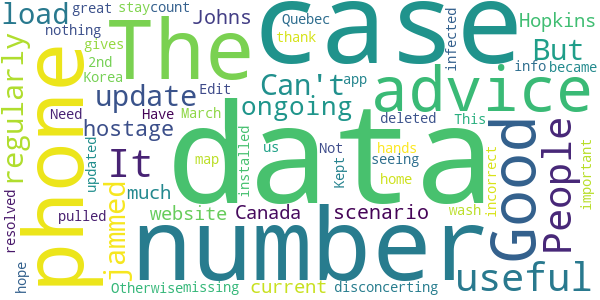 load great stay count Johns Quebec infected Hopkins
nothing thank
The case
gives 2nd Korea Can't app But info became
phone update ongoing advice
regularly Need Have March Edit deleted This
hostage Not hands
It data Good People
updated map installed us Kept seeing incorrect important
jammed much home
resolved pulled website Canada scenario wash
number useful
hope Otherwise missing current disconcerting